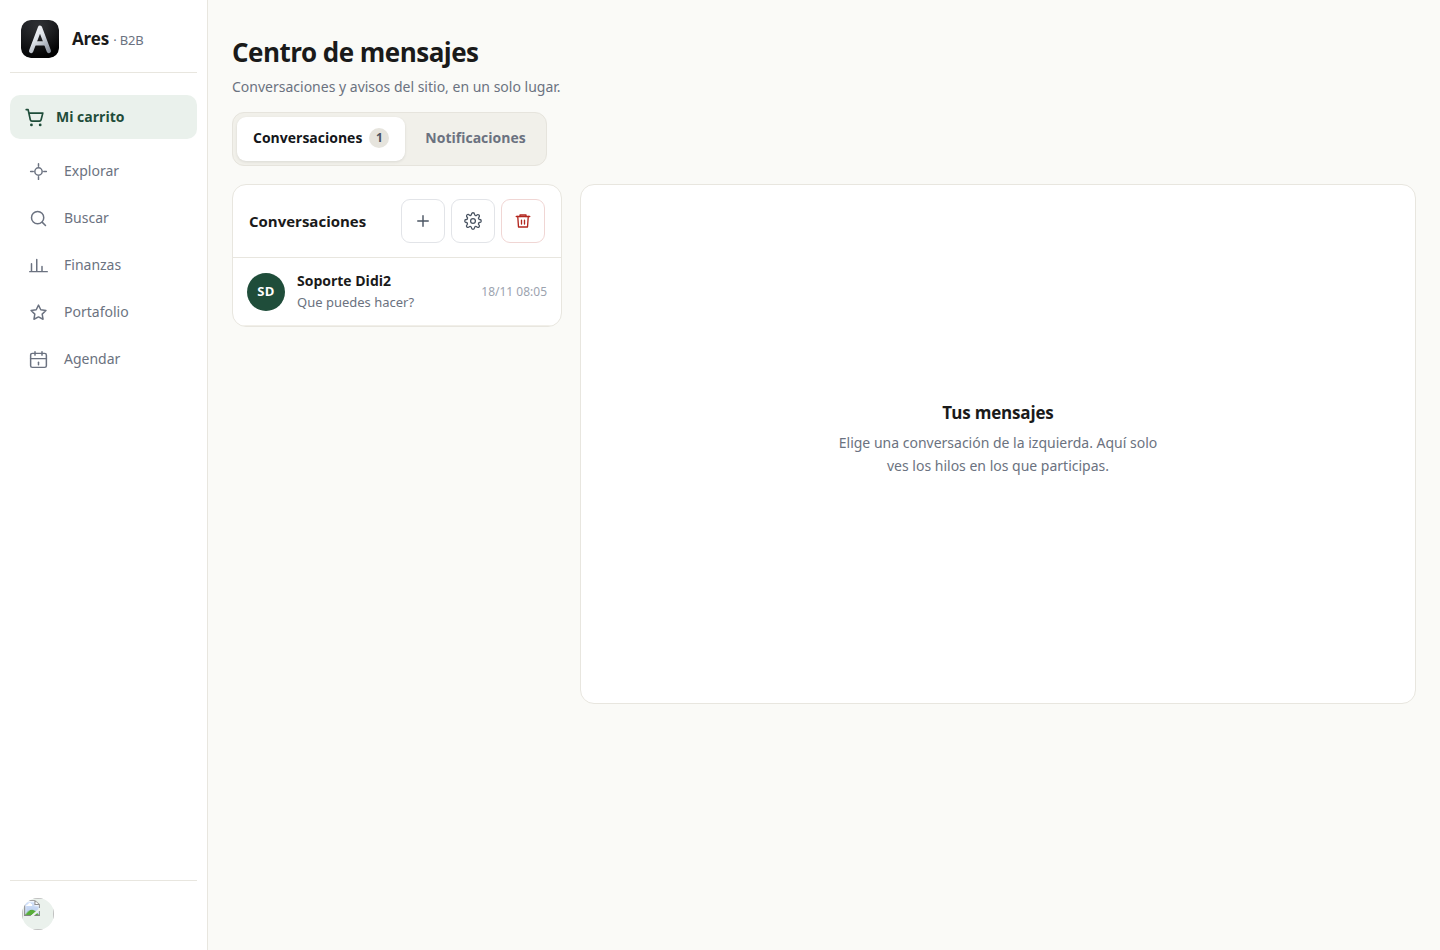 Ares · B2B
Mi carrito
Explorar
Buscar
Finanzas
Portafolio
Agendar
Centro de mensajes
Conversaciones y avisos del sitio, en un solo lugar.
Conversaciones 1
Notificaciones
Conversaciones
SD
Soporte Didi2
Que puedes hacer?
18/11 08:05
Tus mensajes
Elige una conversación de la izquierda. Aquí solo
ves los hilos en los que participas.